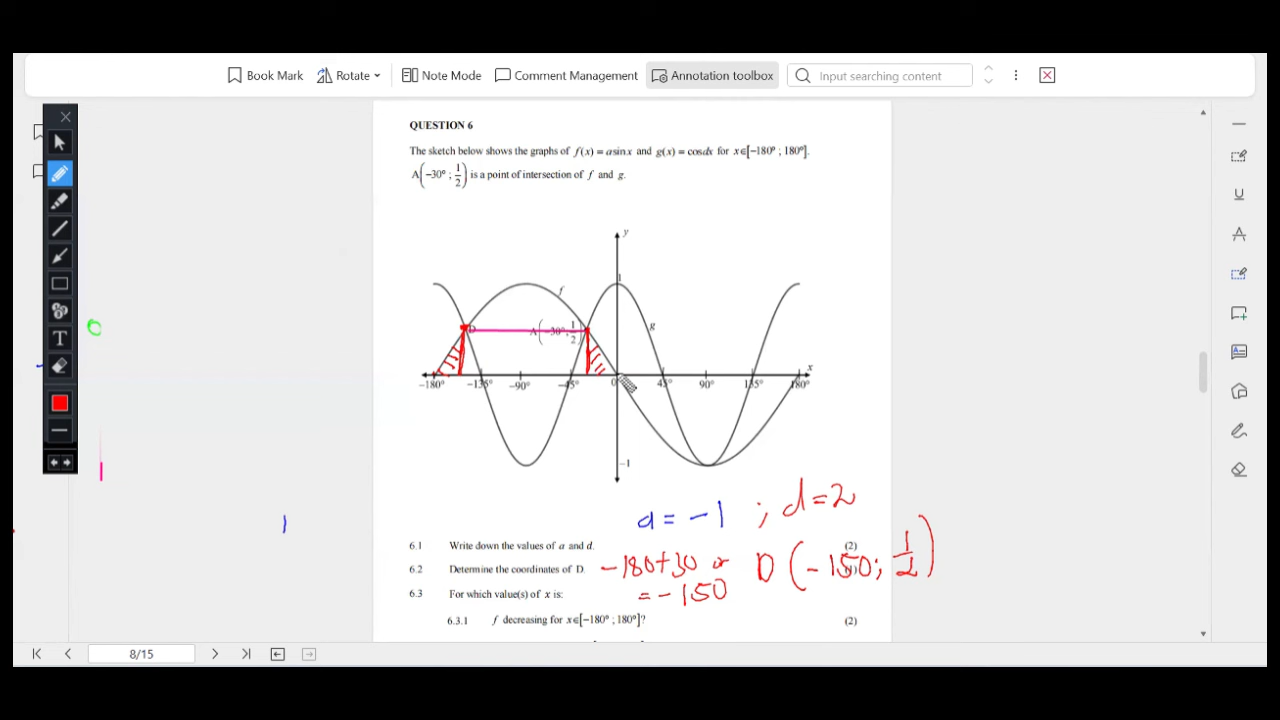 Book Mark Rotate Note Mode Comment Management Annotation toolbox Input searching content
QUESTION 6
The sketch below shows the graphs of f(x) = a sin x and g(x) = cos dx for x∈[−180° ; 180°].
A(−30° ; 1/2) is a point of intersection of f and g.
y
1
f
D
A(−30° ; 1/2)
g
x
−180° −135° −90° −45° 0 45° 90° 135° 180°
−1
a = −1 ; d = 2
6.1 Write down the values of a and d. (2)
6.2 Determine the coordinates of D. −180+30 or D (−150; 1/2)
= −150
6.3 For which value(s) of x is:
6.3.1 f decreasing for x∈[−180° ; 180°]? (2)
8/15